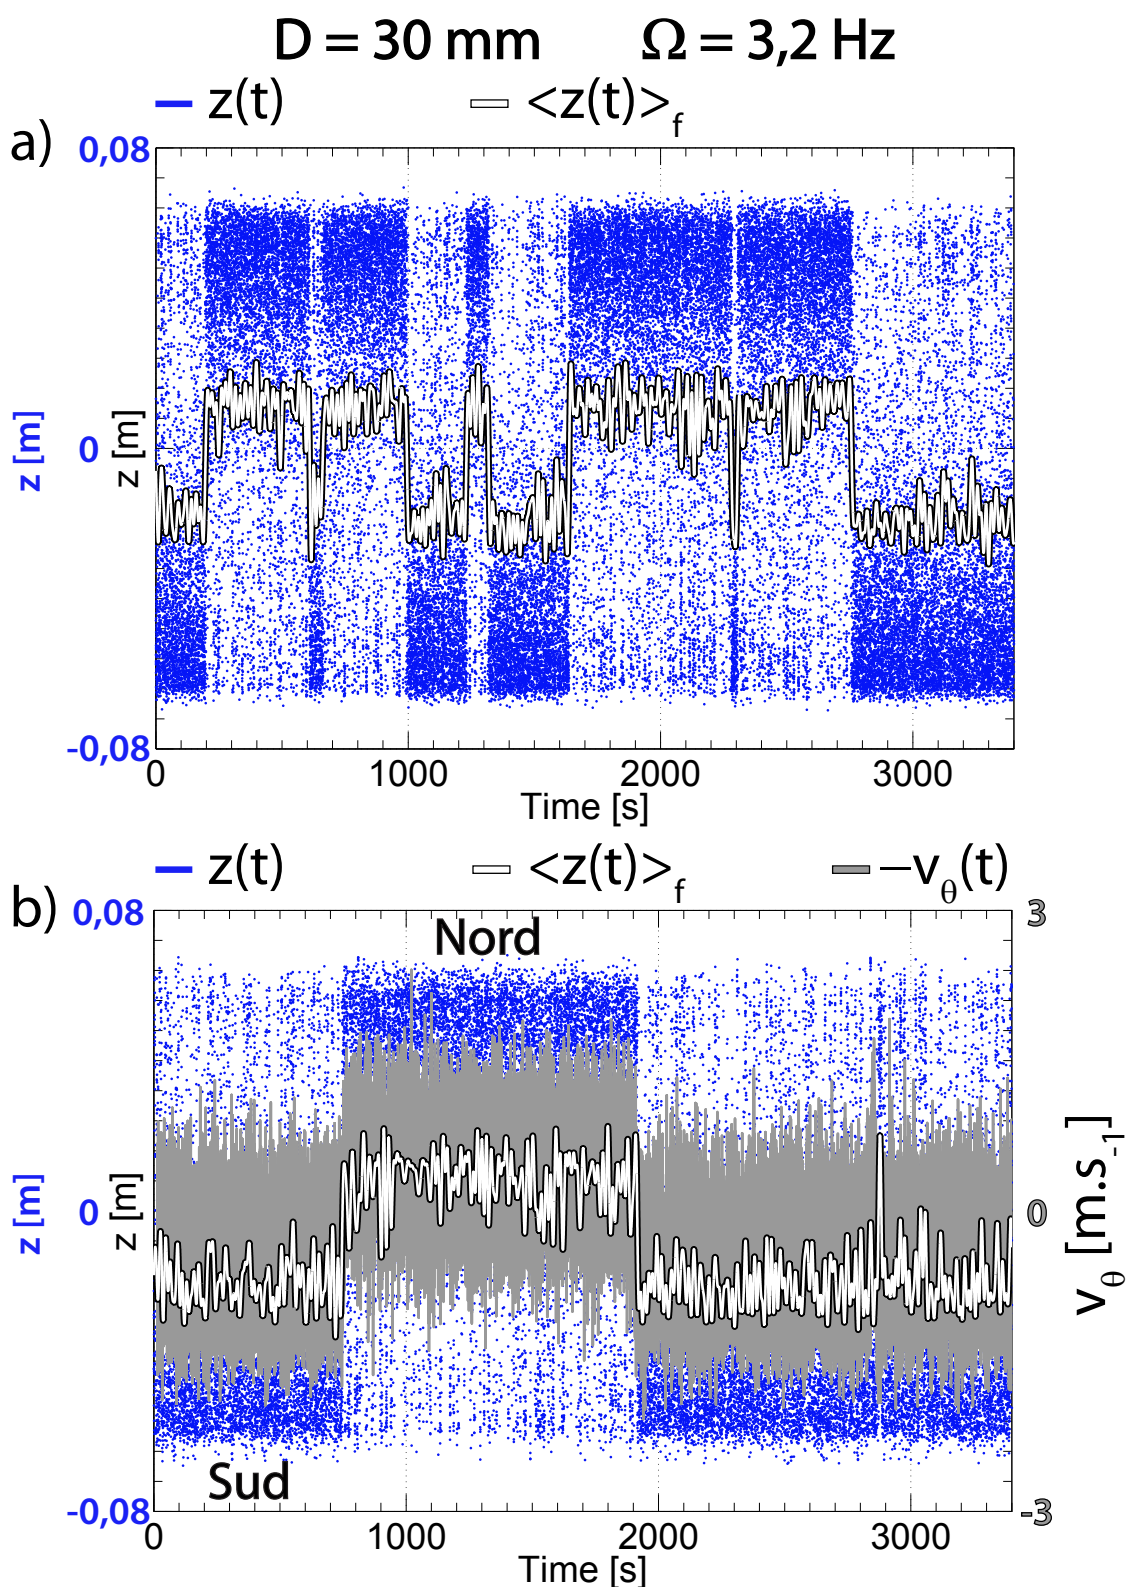 D = 30 mm Ω = 3,2 Hz
z(t) <z(t)>f
a)
0,08
0
-0,08
z [m]
z [m]
0 1000 2000 3000
Time [s]
z(t) <z(t)>f −vθ(t)
b)
0,08 3
Nord
0 0
z [m]
z [m]
vθ [m.s-1]
Sud
-0,08 -3
0 1000 2000 3000
Time [s]